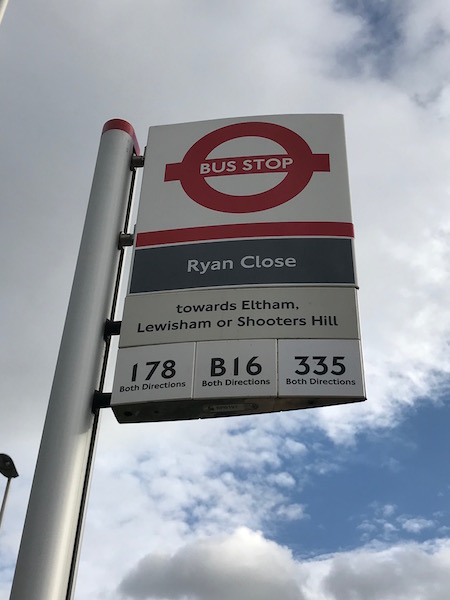 BUS STOP
Ryan Close
towards Eltham,
Lewisham or Shooters Hill
178 B16 335
Both Directions Both Directions Both Directions